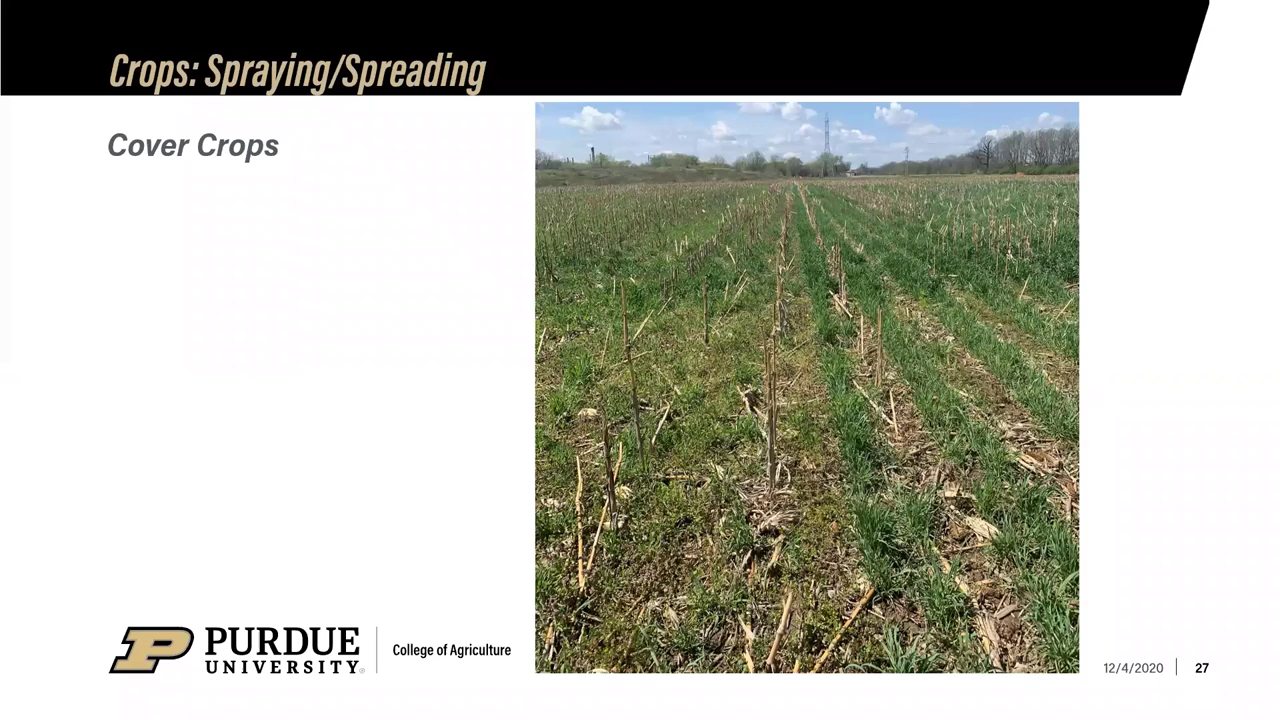 Crops: Spraying/Spreading
Cover Crops
PURDUE
UNIVERSITY®
College of Agriculture
12/4/2020
27